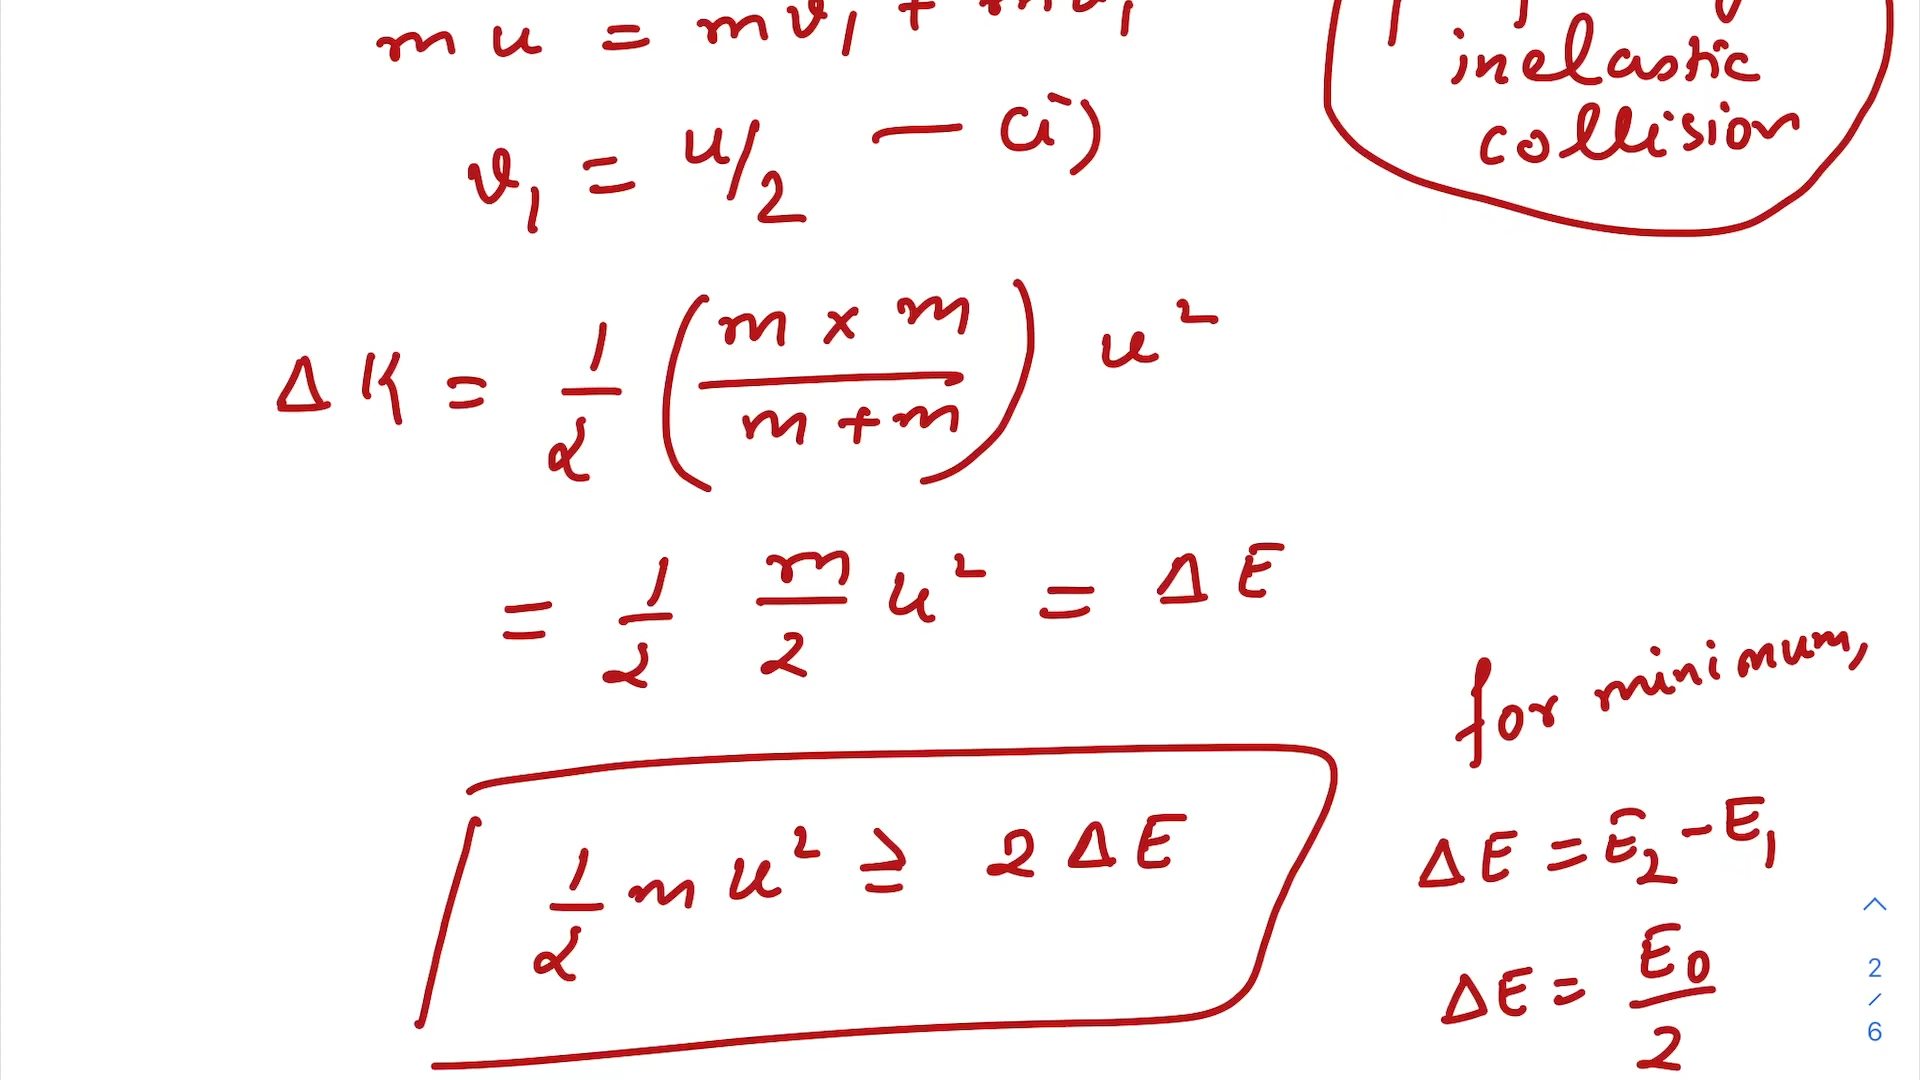 m u = m v₁ + m v₁
inelastic
collision
v₁ = u/2 — (i)
ΔK = 1/2 (m × m / m + m) u²
= 1/2 m/2 u² = ΔE
for minimum,
1/2 m u² ≥ 2 ΔE
ΔE = E₂ - E₁
ΔE = E₀/2
2
/
6